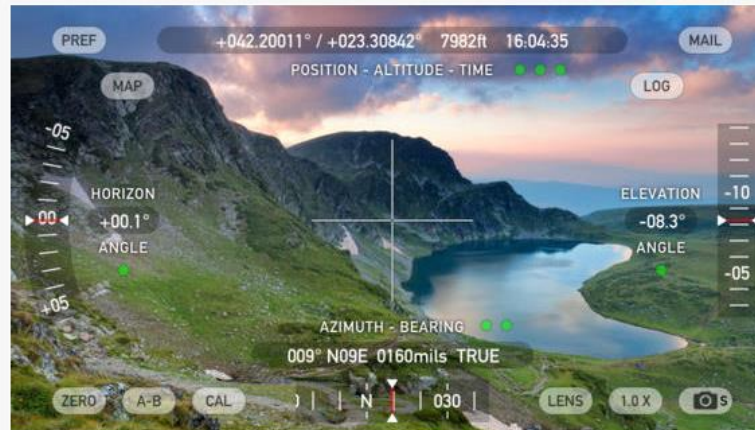 PREF
+042.20011° / +023.30842° 7982ft 16:04:35
MAIL
POSITION - ALTITUDE - TIME
MAP
LOG
-05
HORIZON
ELEVATION
-10
00
+00.1°
-08.3°
ANGLE
ANGLE
-05
+05
AZIMUTH - BEARING
009° N09E 0160mils TRUE
ZERO
A-B
CAL
N
030
LENS
1.0 X
S